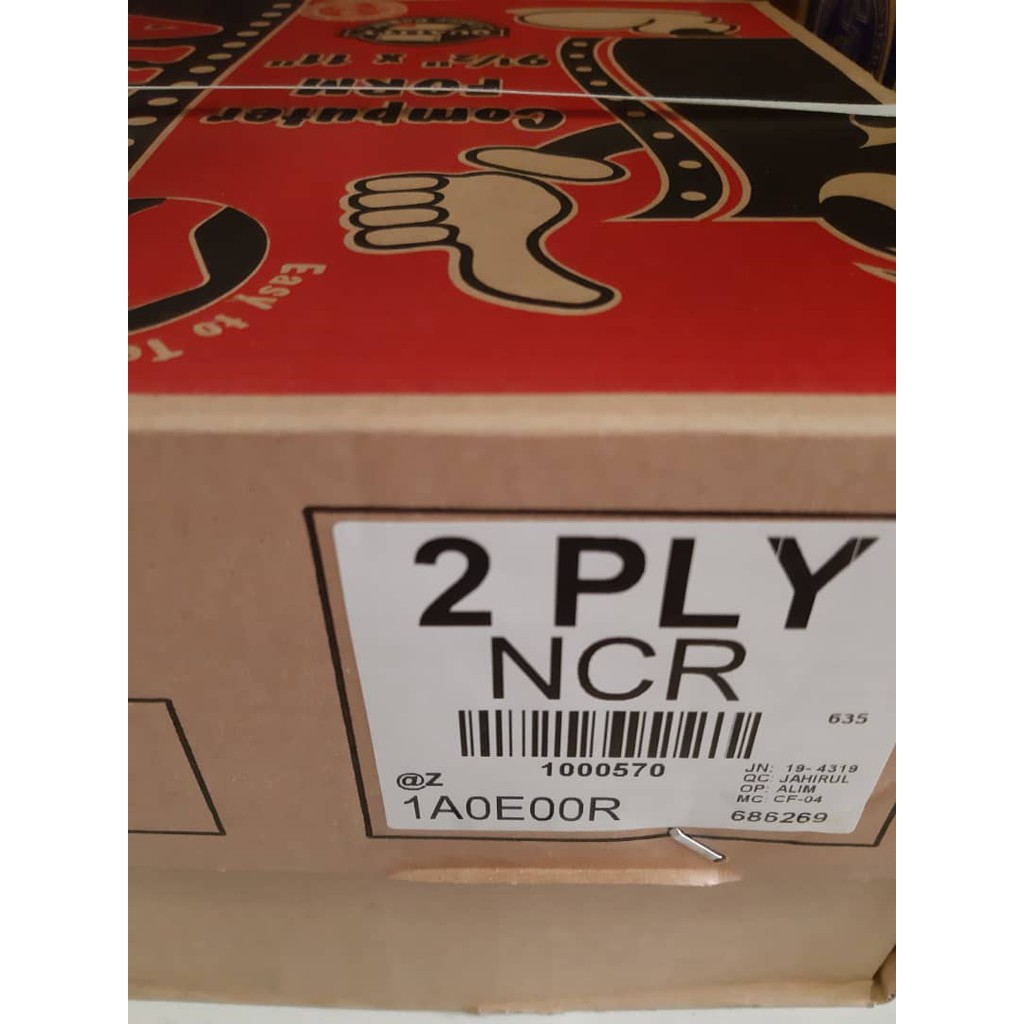 Computer
FORM
9½" x 11"
Easy to
2 PLY
NCR
635
1000570
@Z
1A0E00R
JN: 19-4319
QC: JAHIRUL
OP: ALIM
MC: CF-04
686269